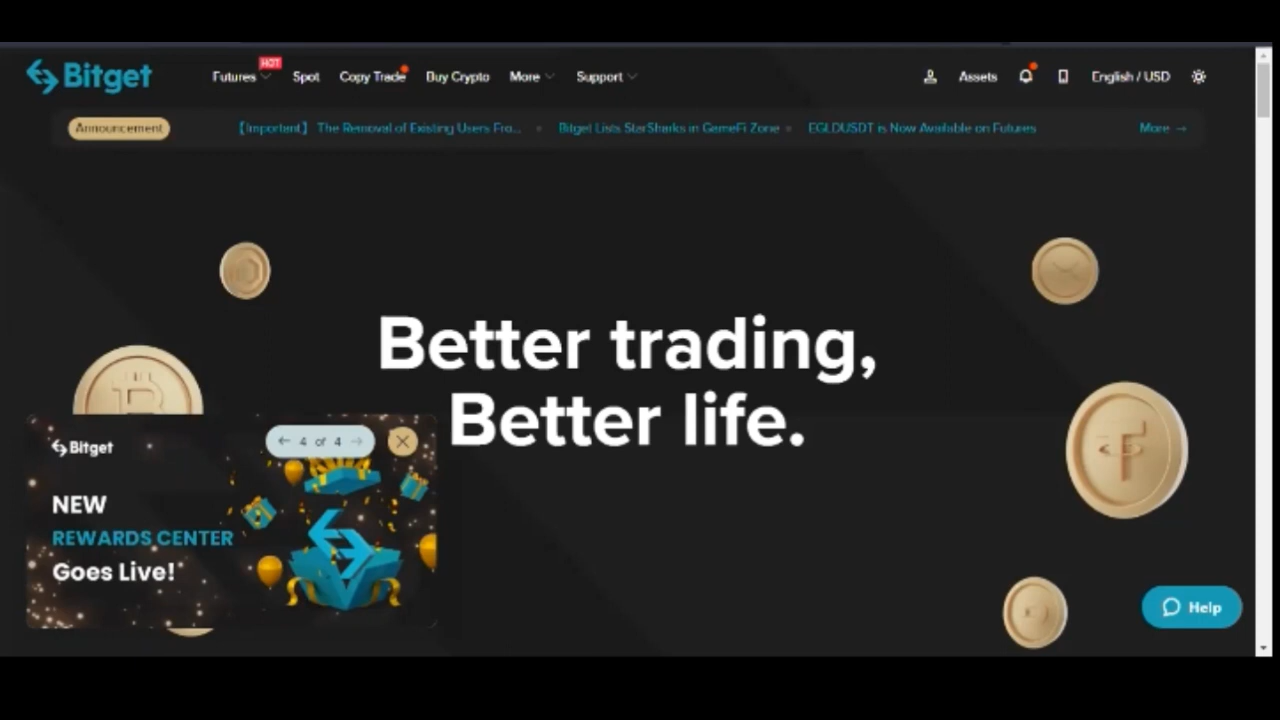 Bitget
HOT
Futures Spot Copy Trade Buy Crypto More Support Assets English / USD
Announcement 【Important】 The Removal of Existing Users Fro... Bitget Lists StarSharks in GameFi Zone EGLDUSDT is Now Available on Futures More →
Better trading,
Better life.
Bitget
← 4 of 4 →
NEW
REWARDS CENTER
Goes Live!
Help